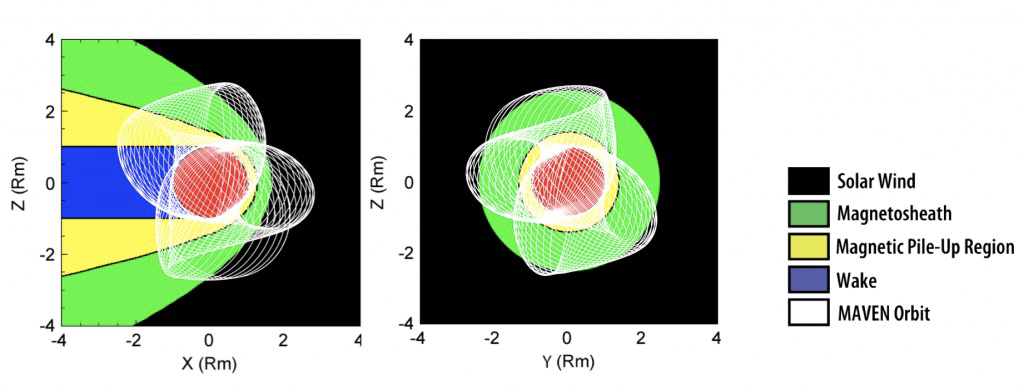 4
2
0
-2
-4
Z (Rm)
-4
-2
0
2
4
X (Rm)
4
2
0
-2
-4
Z (Rm)
-4
-2
0
2
4
Y (Rm)
Solar Wind
Magnetosheath
Magnetic Pile-Up Region
Wake
MAVEN Orbit